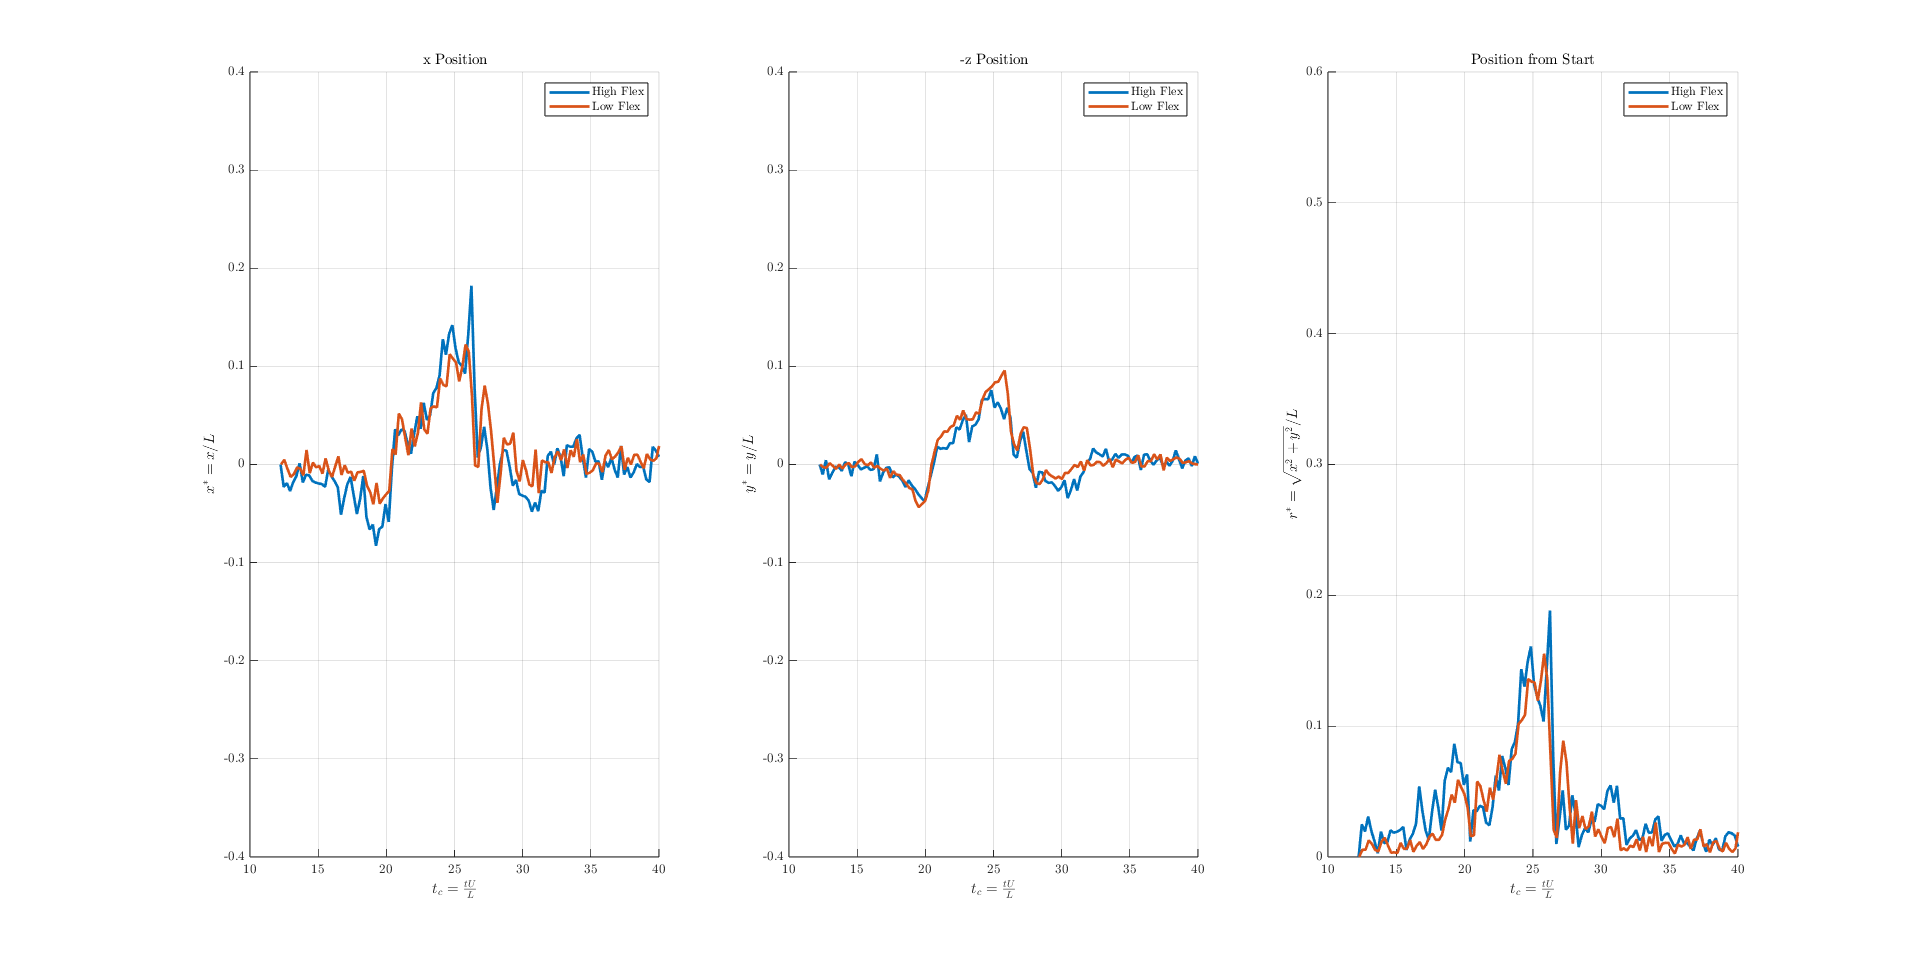 x Position
0.4
0.3
0.2
0.1
0
-0.1
-0.2
-0.3
-0.4
x* = x/L
10 15 20 25 30 35 40
t_c = tU/L
High Flex
Low Flex
-z Position
0.4
0.3
0.2
0.1
0
-0.1
-0.2
-0.3
-0.4
y* = y/L
10 15 20 25 30 35 40
t_c = tU/L
High Flex
Low Flex
Position from Start
0.6
0.5
0.4
0.3
0.2
0.1
0
r* = √x² + y²/L
10 15 20 25 30 35 40
t_c = tU/L
High Flex
Low Flex